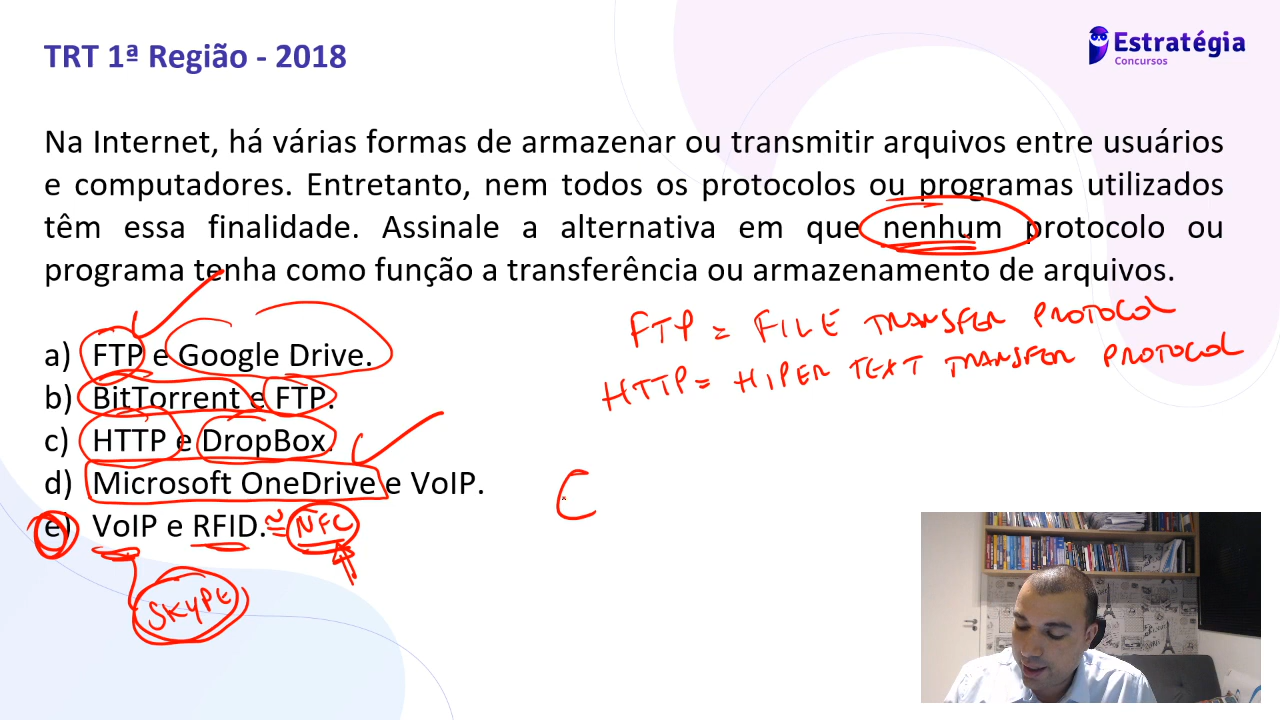 TRT 1ª Região - 2018
Estratégia
Concursos
Na Internet, há várias formas de armazenar ou transmitir arquivos entre usuários
e computadores. Entretanto, nem todos os protocolos ou programas utilizados
têm essa finalidade. Assinale a alternativa em que nenhum protocolo ou
programa tenha como função a transferência ou armazenamento de arquivos.
FTP = FILE TRANSFER PROTOCOL
HTTP = HIPER TEXT TRANSFER PROTOCOL
a) FTP e Google Drive.
b) BitTorrent e FTP.
c) HTTP e DropBox.
d) Microsoft OneDrive e VoIP.
e) VoIP e RFID. ≅ NFC
SKYPE